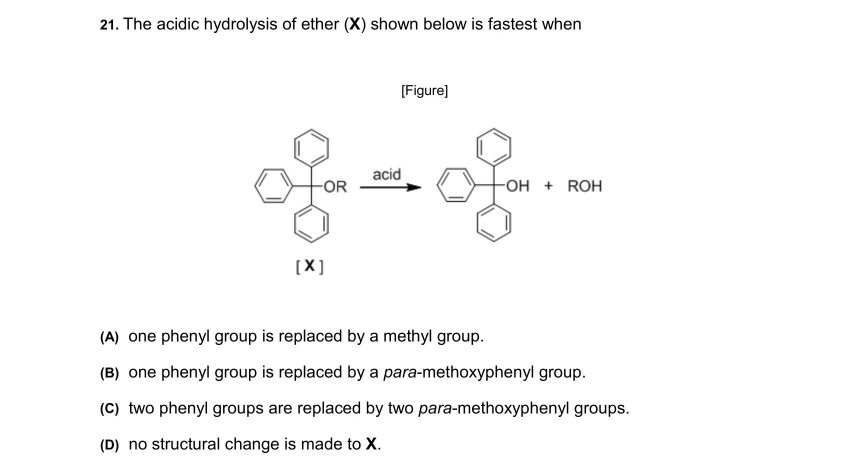 21. The acidic hydrolysis of ether (X) shown below is fastest when
[Figure]
OR
acid
OH + ROH
[X]
(A) one phenyl group is replaced by a methyl group.
(B) one phenyl group is replaced by a para-methoxyphenyl group.
(C) two phenyl groups are replaced by two para-methoxyphenyl groups.
(D) no structural change is made to X.